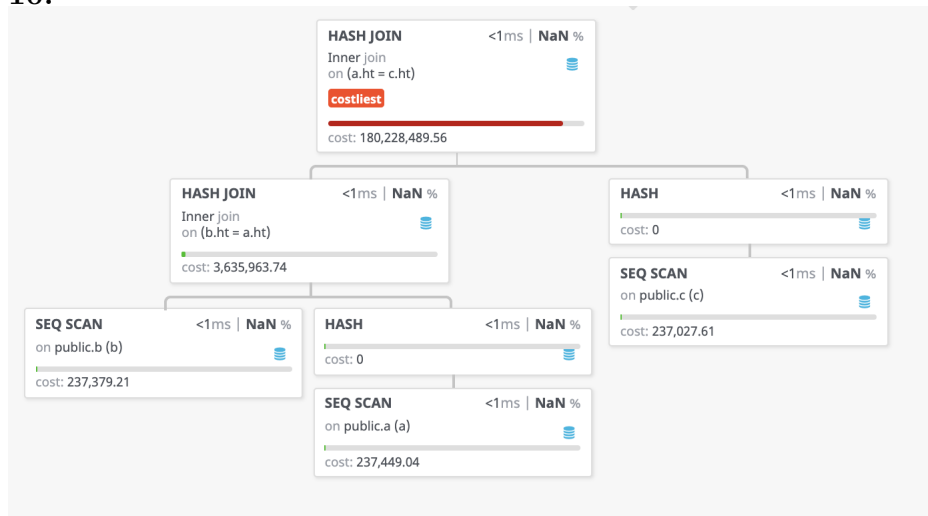 HASH JOIN <1ms | NaN %
Inner join
on (a.ht = c.ht)
costliest
cost: 180,228,489.56
HASH JOIN <1ms | NaN %
Inner join
on (b.ht = a.ht)
cost: 3,635,963.74
HASH <1ms | NaN %
cost: 0
SEQ SCAN <1ms | NaN %
on public.c (c)
cost: 237,027.61
SEQ SCAN <1ms | NaN %
on public.b (b)
cost: 237,379.21
HASH <1ms | NaN %
cost: 0
SEQ SCAN <1ms | NaN %
on public.a (a)
cost: 237,449.04